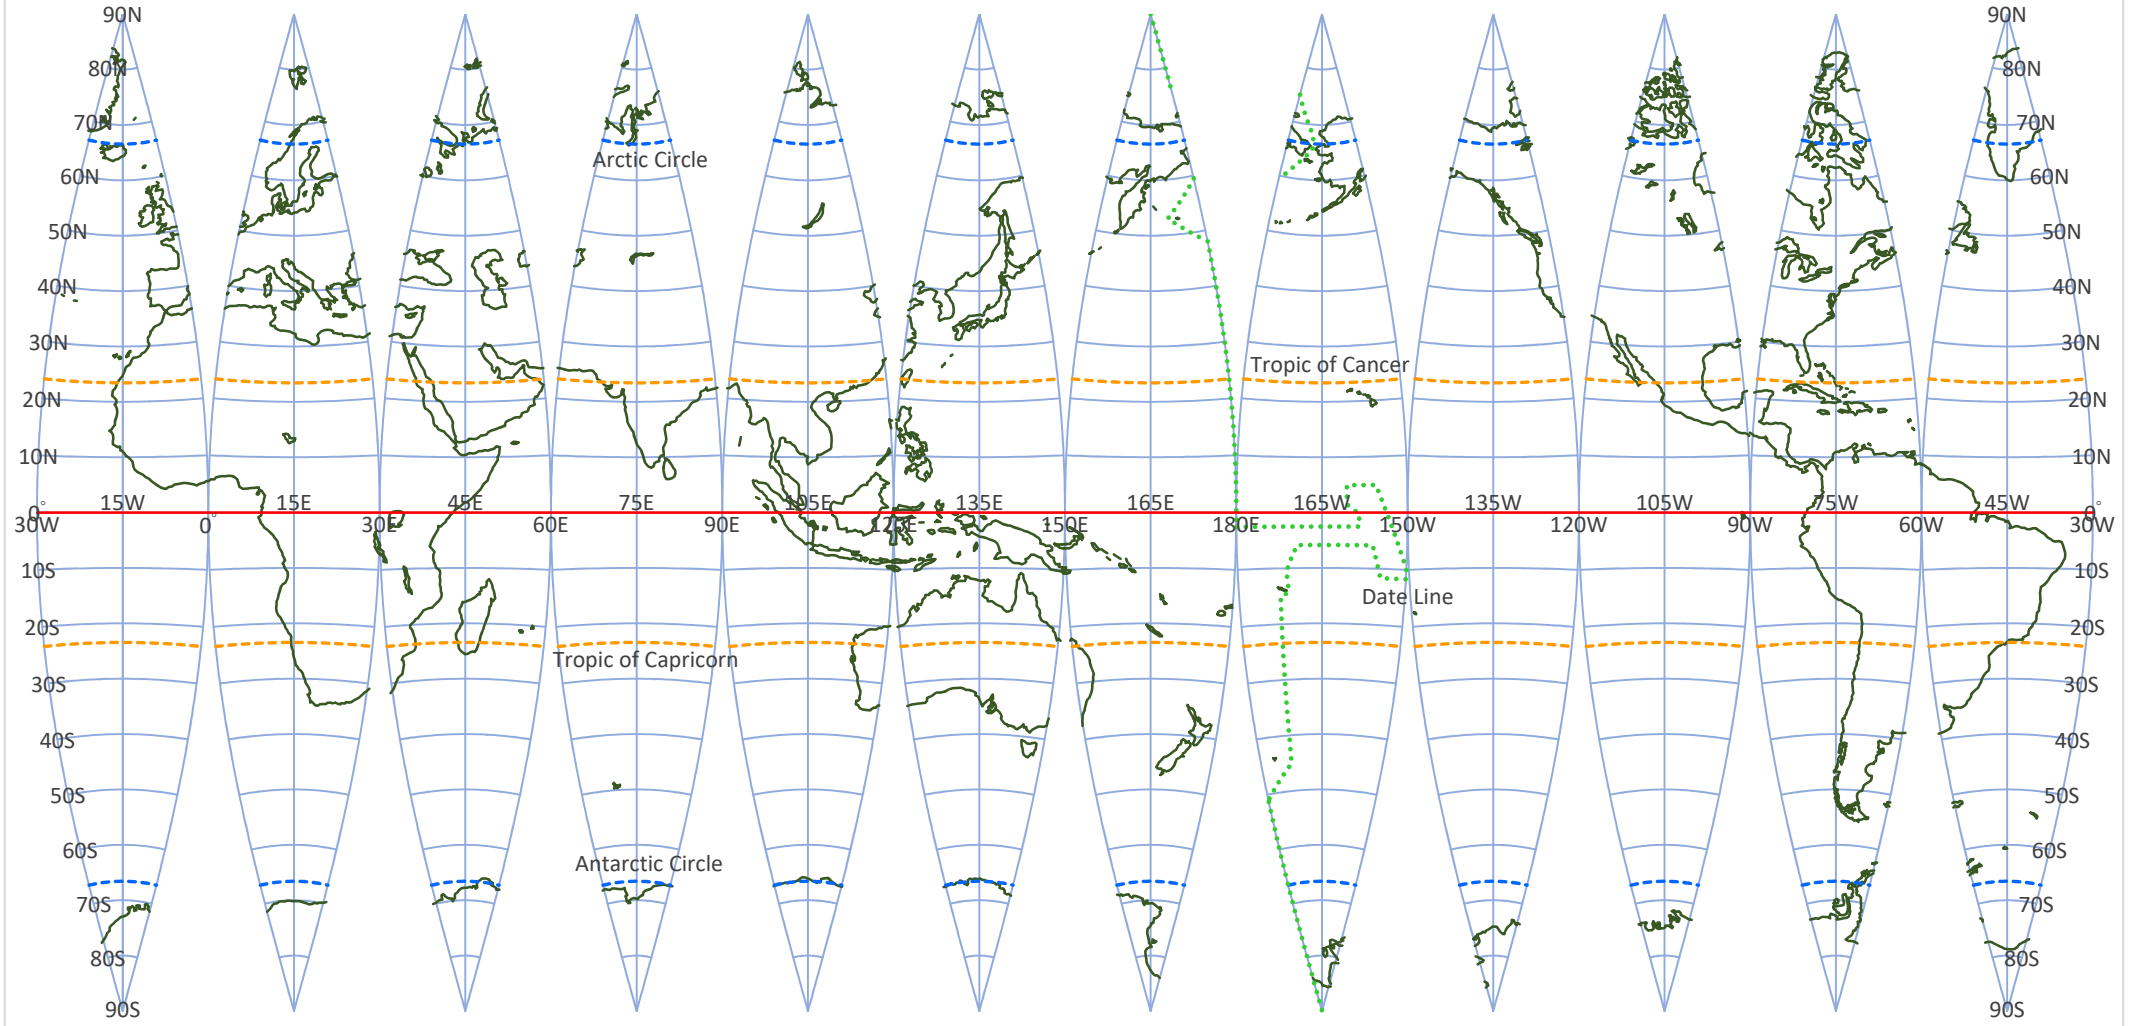 90N 90N
80N 80N
70N 70N
Arctic Circle
60N 60N
50N 50N
40N 40N
30N 30N
Tropic of Cancer
20N 20N
10N 10N
15W 15E 45E 75E 105E 135E 165E 165W 135W 105W 75W 45W
0° 0°
30W 0° 30E 60E 90E 120E 150E 180E 150W 120W 90W 60W 30W
10S 10S
Date Line
20S 20S
Tropic of Capricorn
30S 30S
40S 40S
50S 50S
60S 60S
Antarctic Circle
70S 70S
80S 80S
90S 90S